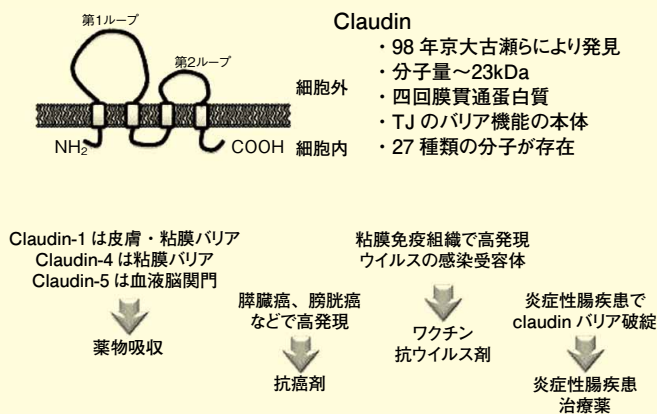 第1ループ
第2ループ
細胞外
NH2
COOH
細胞内
Claudin
・98 年京大古瀬らにより発見
・分子量〜23kDa
・四回膜貫通蛋白質
・TJ のバリア機能の本体
・27 種類の分子が存在
Claudin-1 は皮膚・粘膜バリア
Claudin-4 は粘膜バリア
Claudin-5 は血液脳関門
薬物吸収
膵臓癌、膀胱癌
などで高発現
抗癌剤
粘膜免疫組織で高発現
ウイルスの感染受容体
ワクチン
抗ウイルス剤
炎症性腸疾患で
claudin バリア破綻
炎症性腸疾患
治療薬